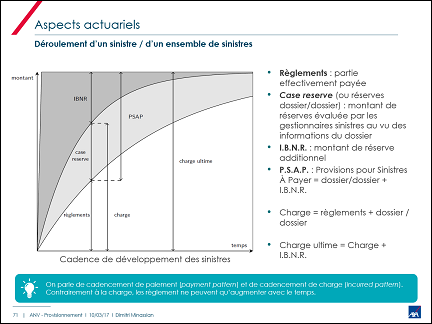 Aspects actuariels
Déroulement d'un sinistre / d'un ensemble de sinistres
montant
IBNR
PSAP
case
reserve
charge ultime
règlements
charge
temps
Cadence de développement des sinistres
• Règlements : partie
effectivement payée
• Case reserve (ou réserves
dossier/dossier) : montant de
réserves évaluée par les
gestionnaires sinistres au vu des
informations du dossier
• I.B.N.R. : montant de réserve
additionnel
• P.S.A.P. : Provisions pour Sinistres
À Payer = dossier/dossier +
I.B.N.R.
• Charge = règlements + dossier /
dossier
• Charge ultime = Charge +
I.B.N.R.
On parle de cadencement de paiement (payment pattern) et de cadencement de charge (incurred pattern).
Contrairement à la charge, les règlement ne peuvent qu'augmenter avec le temps.
71 | ANV - Provisionnement I 10/03/17 I Dimitri Minassian
AXA